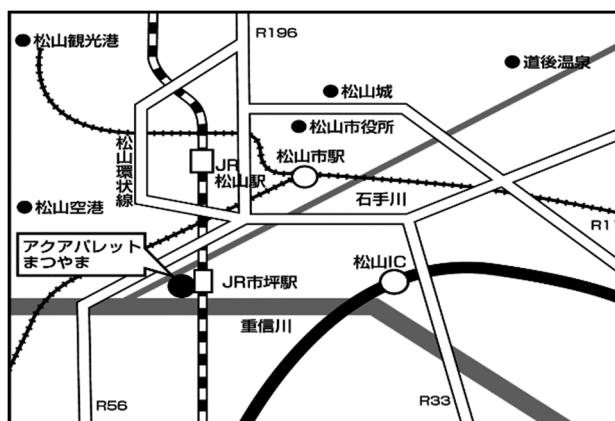 R196
松山観光港
道後温泉
松山城
松山市役所
松山環状線
JR
松山駅
松山市駅
石手川
松山空港
R11
アクアパレット
まつやま
松山IC
JR市坪駅
重信川
R56
R33